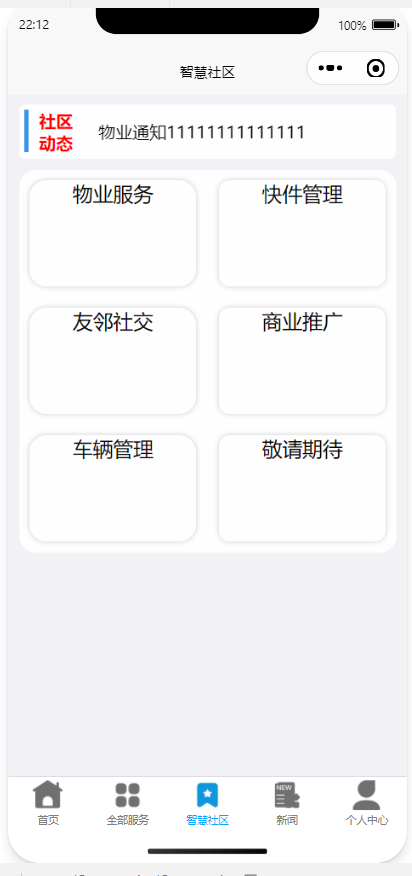 22:12 100%
智慧社区
社区
动态
物业通知11111111111111
物业服务 快件管理
友邻社交 商业推广
车辆管理 敬请期待
NEW
首页 全部服务 智慧社区 新闻 个人中心